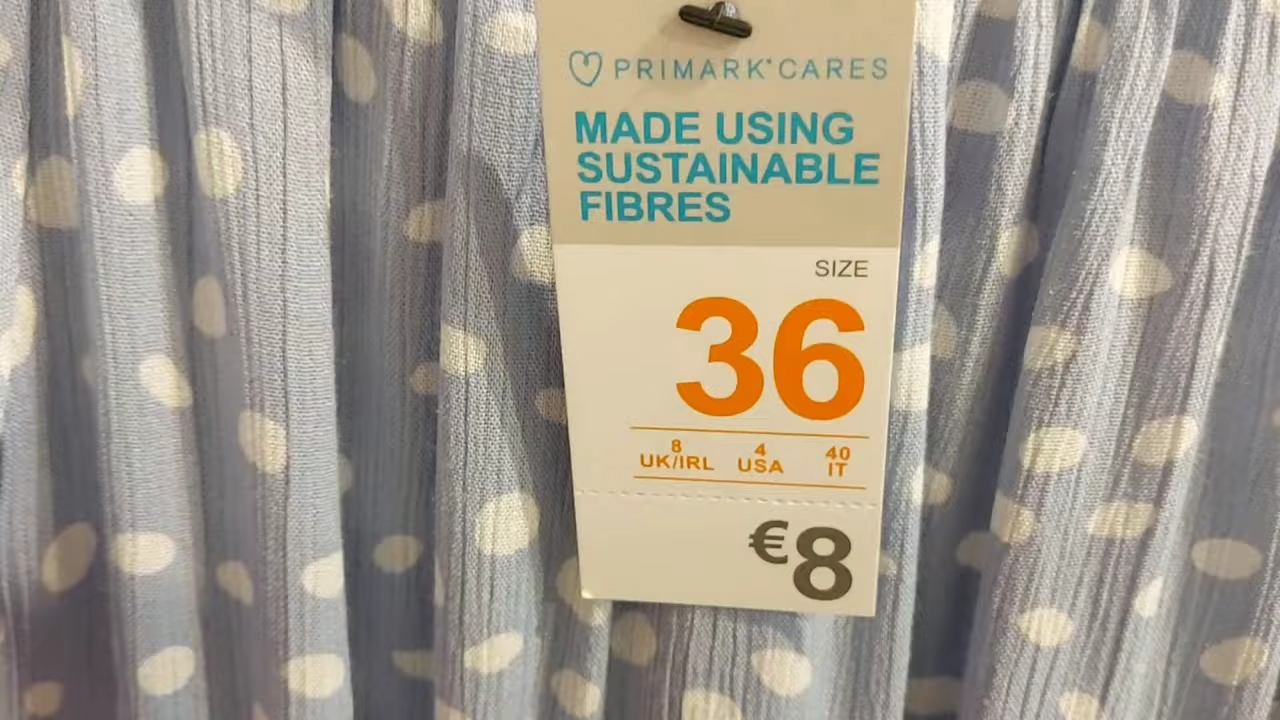 PRIMARK® CARES
MADE USING
SUSTAINABLE
FIBRES
SIZE
36
8 4 40
UK/IRL USA IT
€8